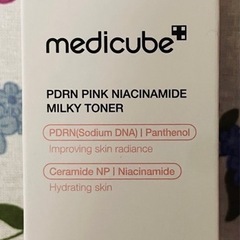 medicube+
PDRN PINK NIACINAMIDE
MILKY TONER
PDRN(Sodium DNA) | Panthenol
Improving skin radiance
Ceramide NP | Niacinamide
Hydrating skin